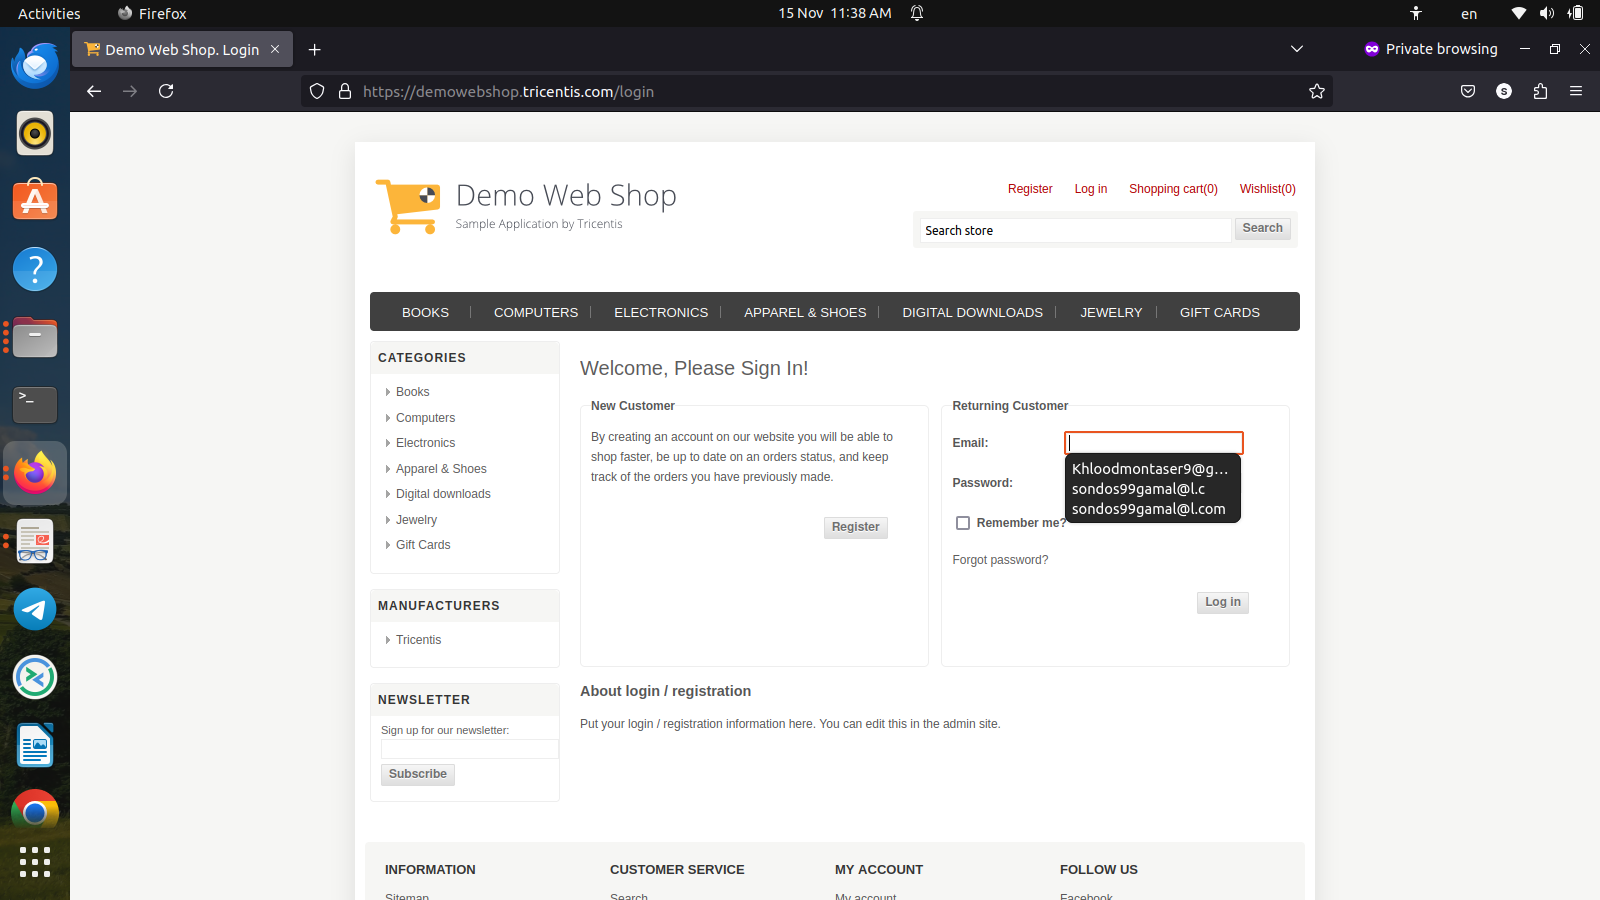 Activities
Firefox
15 Nov 11:38 AM
en
Demo Web Shop. Login
Private browsing
https://demowebshop.tricentis.com/login
S
Demo Web Shop
Sample Application by Tricentis
Register
Log in
Shopping cart(0)
Wishlist(0)
Search store
Search
BOOKS
COMPUTERS
ELECTRONICS
APPAREL & SHOES
DIGITAL DOWNLOADS
JEWELRY
GIFT CARDS
CATEGORIES
Books
Computers
Electronics
Apparel & Shoes
Digital downloads
Jewelry
Gift Cards
MANUFACTURERS
Tricentis
NEWSLETTER
Sign up for our newsletter:
Subscribe
Welcome, Please Sign In!
New Customer
By creating an account on our website you will be able to
shop faster, be up to date on an orders status, and keep
track of the orders you have previously made.
Register
Returning Customer
Email:
Khloodmontaser9@g...
sondos99gamal@l.c
sondos99gamal@l.com
Password:
Remember me?
Forgot password?
Log in
About login / registration
Put your login / registration information here. You can edit this in the admin site.
INFORMATION
CUSTOMER SERVICE
MY ACCOUNT
FOLLOW US
Sitemap
Search
My account
Facebook